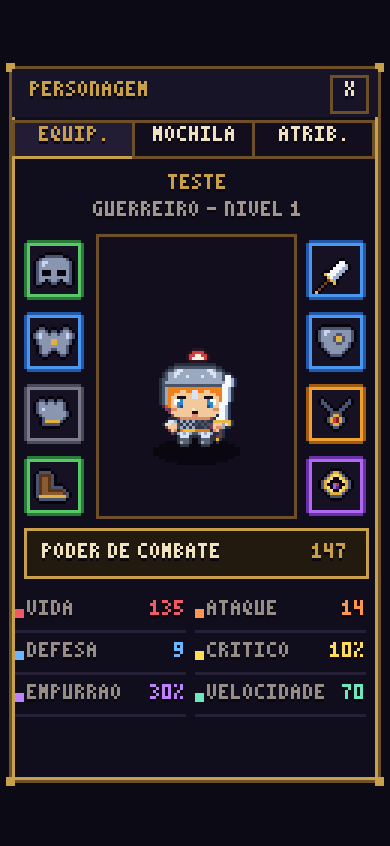 PERSONAGEM X
EQUIP. MOCHILA ATRIB.
TESTE
GUERREIRO - NIVEL 1
PODER DE COMBATE 147
VIDA 135 ATAQUE 14
DEFESA 9 CRITICO 10%
EMPURRAO 30% VELOCIDADE 70